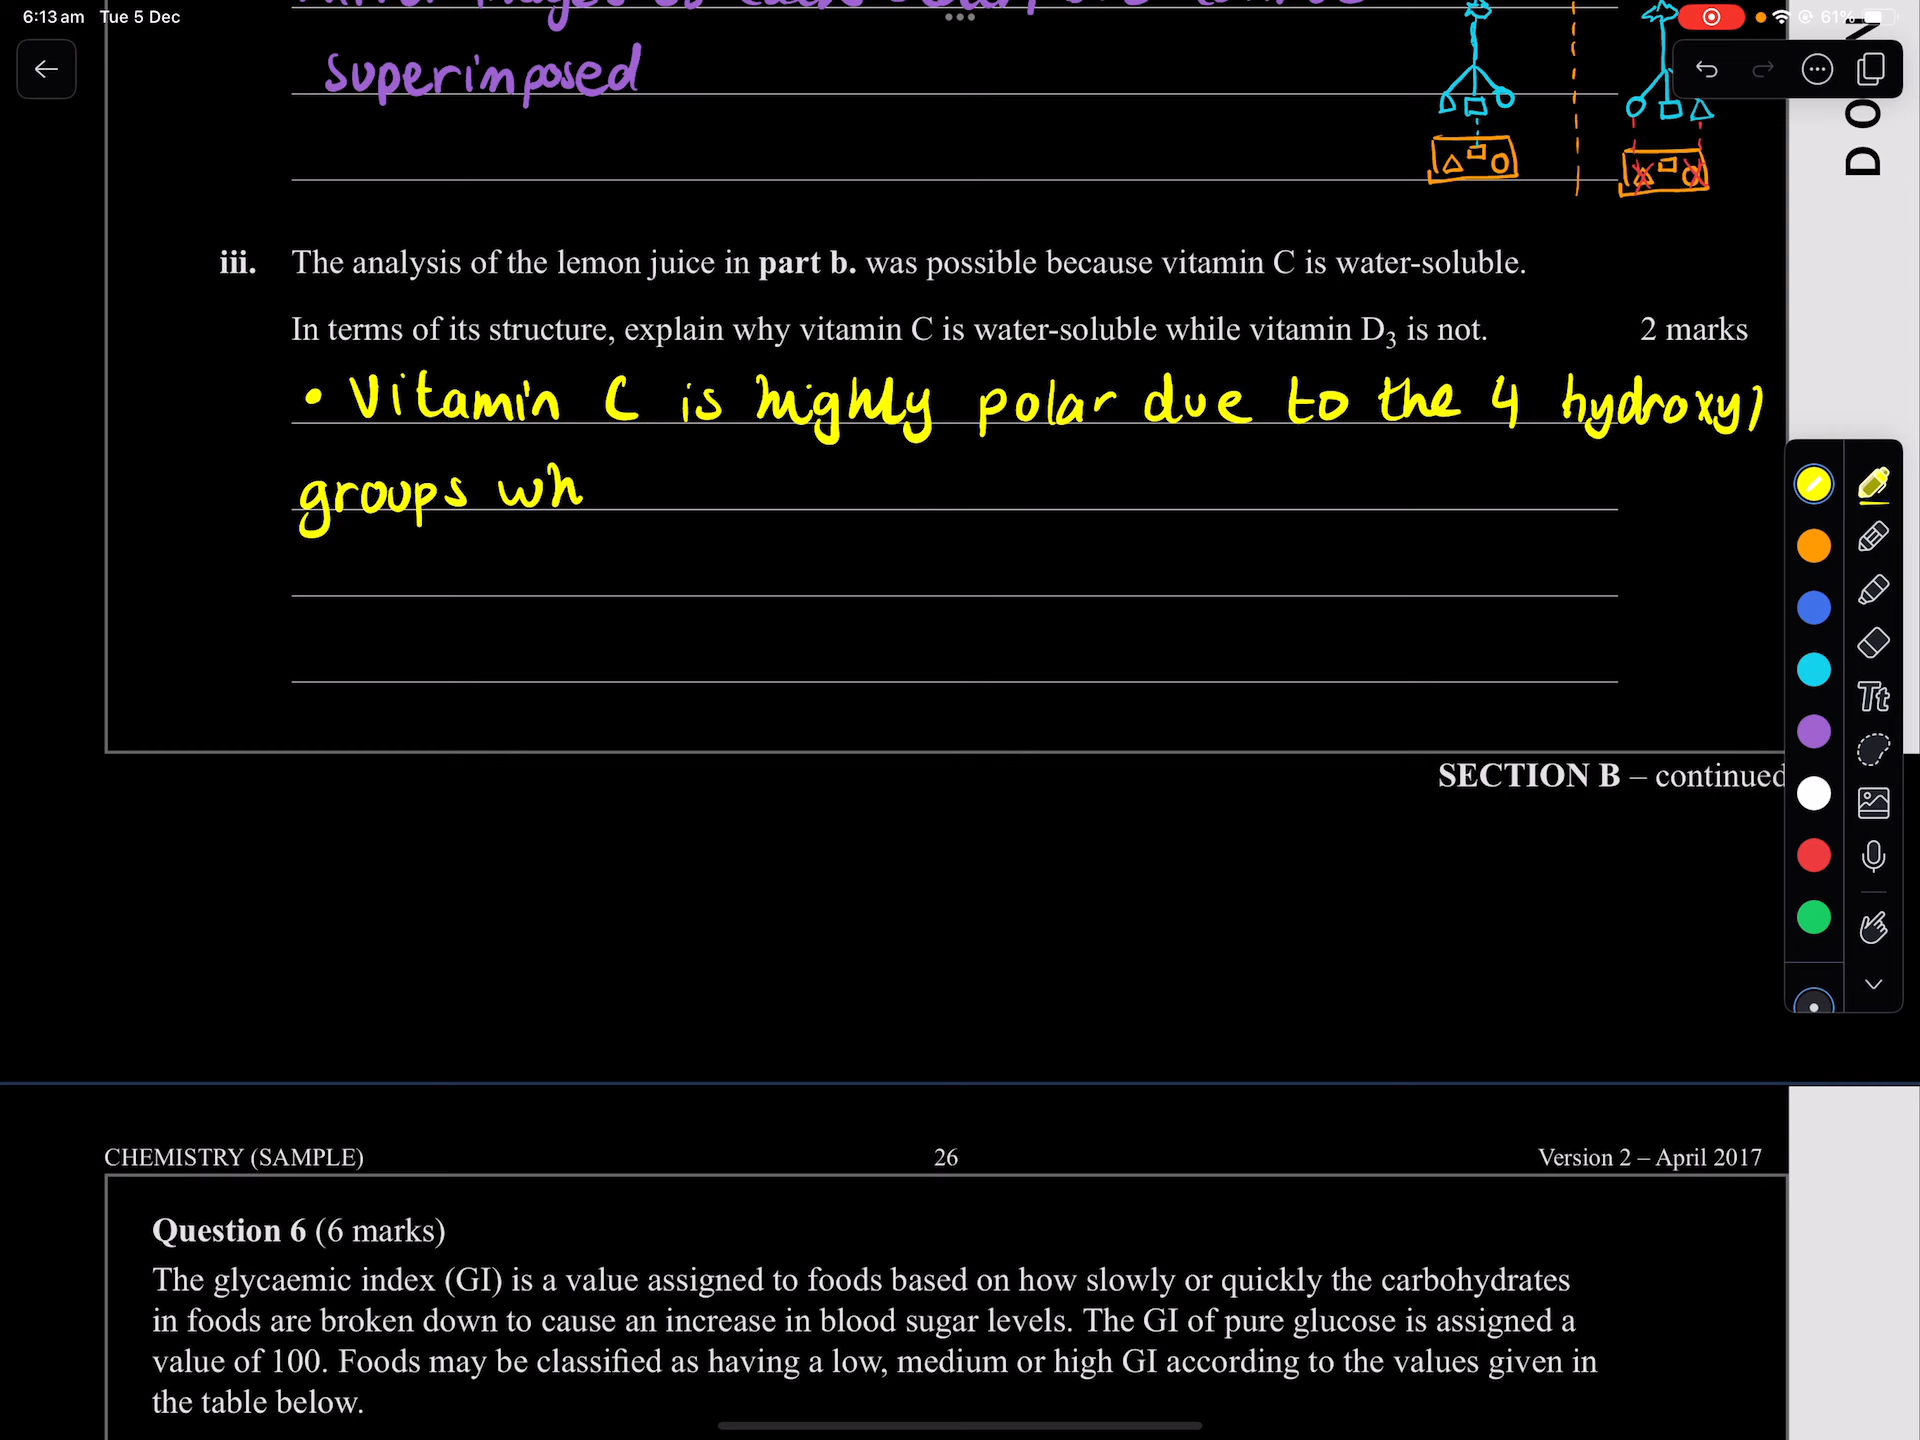 6:13 am Tue 5 Dec
61%
superimposed
DO N
iii. The analysis of the lemon juice in part b. was possible because vitamin C is water-soluble.
In terms of its structure, explain why vitamin C is water-soluble while vitamin D3 is not. 2 marks
• Vitamin C is highly polar due to the 4 hydroxyl
groups wh
Tt
SECTION B – continued
CHEMISTRY (SAMPLE) 26 Version 2 – April 2017
Question 6 (6 marks)
The glycaemic index (GI) is a value assigned to foods based on how slowly or quickly the carbohydrates
in foods are broken down to cause an increase in blood sugar levels. The GI of pure glucose is assigned a
value of 100. Foods may be classified as having a low, medium or high GI according to the values given in
the table below.